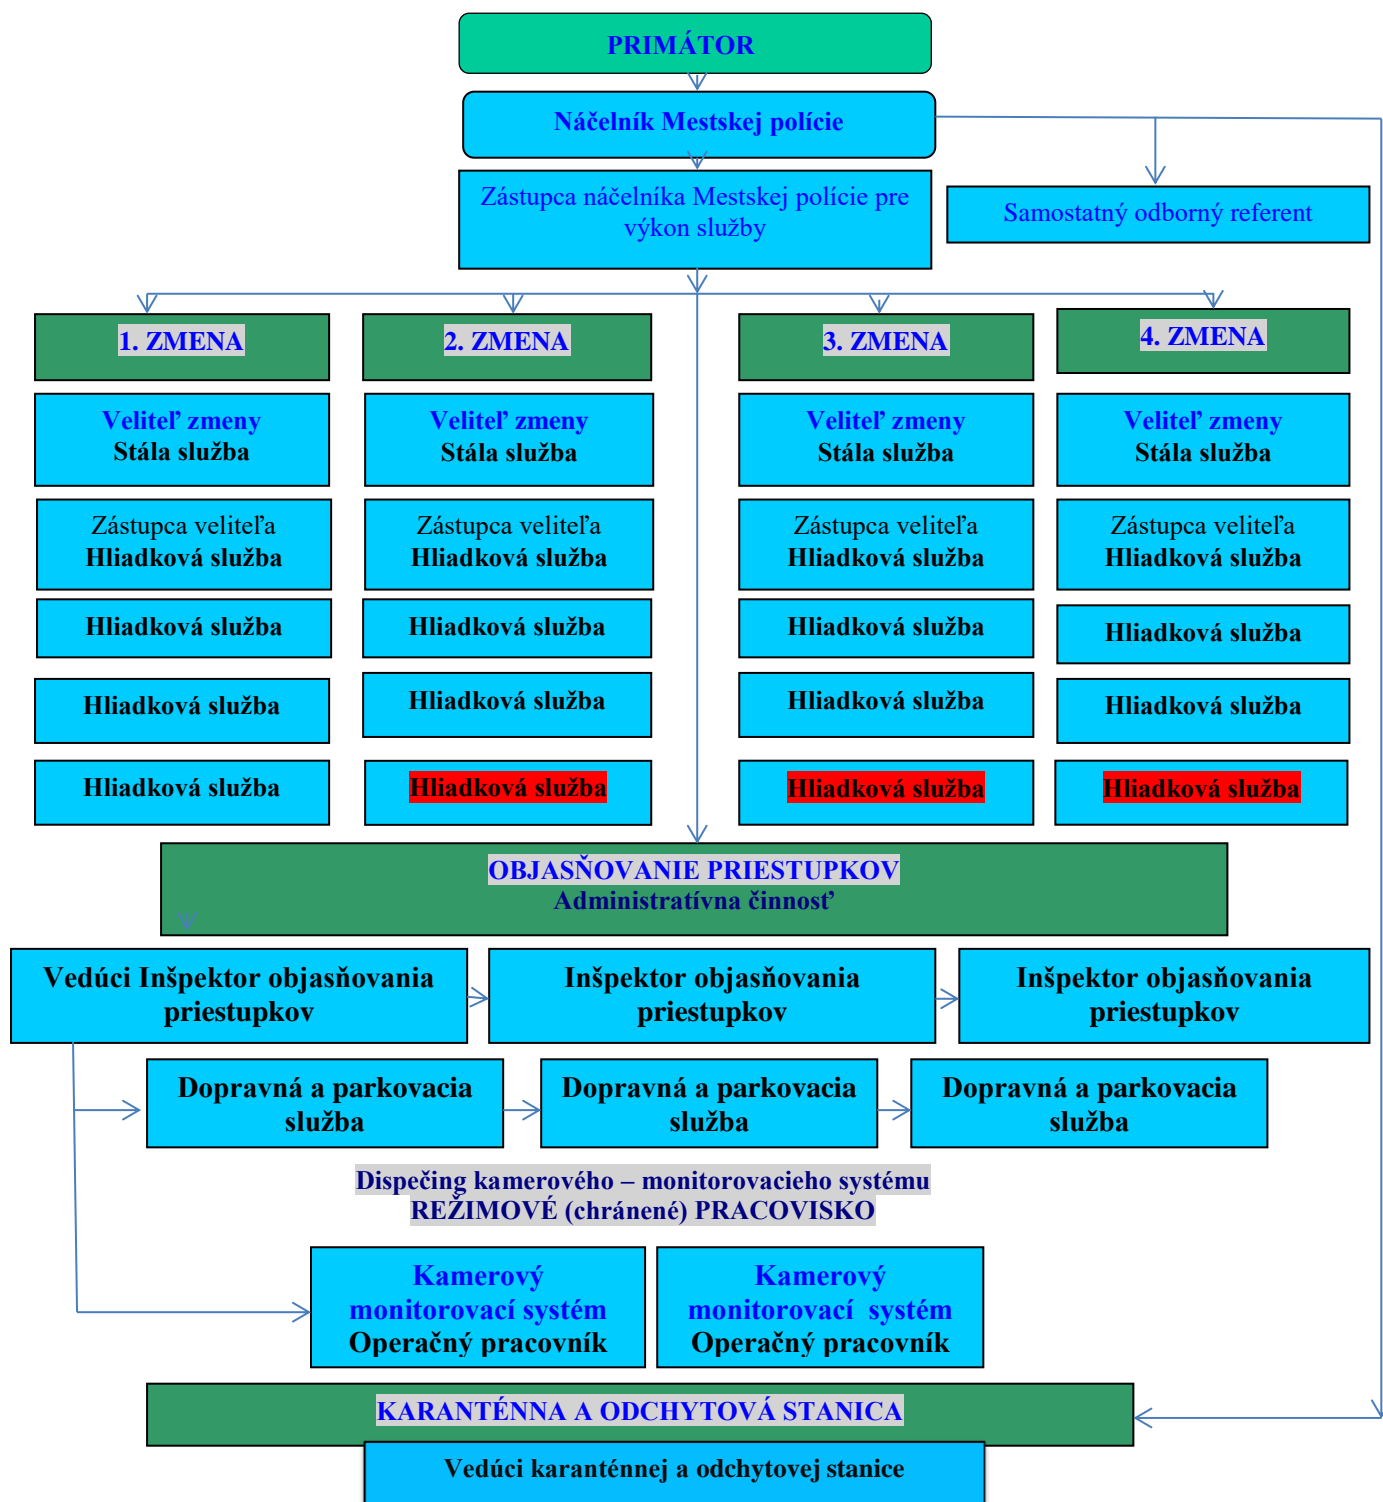 PRIMÁTOR
Náčelník Mestskej polície
Zástupca náčelníka Mestskej polície pre
výkon služby
Samostatný odborný referent
1. ZMENA
2. ZMENA
3. ZMENA
4. ZMENA
Veliteľ zmeny
Stála služba
Veliteľ zmeny
Stála služba
Veliteľ zmeny
Stála služba
Veliteľ zmeny
Stála služba
Zástupca veliteľa
Hliadková služba
Zástupca veliteľa
Hliadková služba
Zástupca veliteľa
Hliadková služba
Zástupca veliteľa
Hliadková služba
Hliadková služba
Hliadková služba
Hliadková služba
Hliadková služba
Hliadková služba
Hliadková služba
Hliadková služba
Hliadková služba
Hliadková služba
Hliadková služba
Hliadková služba
Hliadková služba
OBJASŇOVANIE PRIESTUPKOV
Administratívna činnosť
Vedúci Inšpektor objasňovania
priestupkov
Inšpektor objasňovania
priestupkov
Inšpektor objasňovania
priestupkov
Dopravná a parkovacia
služba
Dopravná a parkovacia
služba
Dopravná a parkovacia
služba
Dispečing kamerového – monitorovacieho systému
REŽIMOVÉ (chránené) PRACOVISKO
Kamerový
monitorovací systém
Operačný pracovník
Kamerový
monitorovací systém
Operačný pracovník
KARANTÉNNA A ODCHYTOVÁ STANICA
Vedúci karanténnej a odchytovej stanice